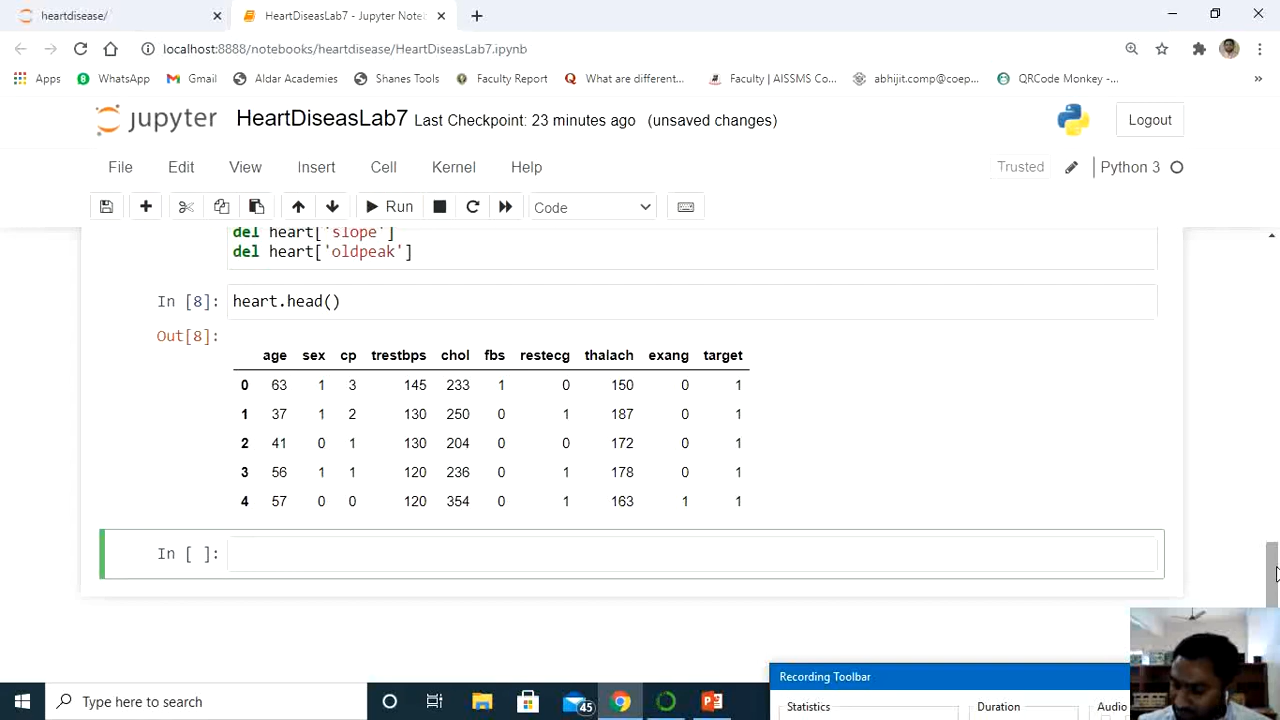 heartdisease/
HeartDiseasLab7 - Jupyter Note
localhost:8888/notebooks/heartdisease/HeartDiseasLab7.ipynb
Apps WhatsApp Gmail Aldar Academies Shanes Tools Faculty Report What are different... Faculty | AISSMS Co... abhijit.comp@coep... QRCode Monkey -...
jupyter HeartDiseasLab7 Last Checkpoint: 23 minutes ago (unsaved changes) Logout
File Edit View Insert Cell Kernel Help Trusted Python 3
Run Code
del heart['slope']
del heart['oldpeak']
In [8]: heart.head()
Out[8]:
age sex cp trestbps chol fbs restecg thalach exang target
0 63 1 3 145 233 1 0 150 0 1
1 37 1 2 130 250 0 1 187 0 1
2 41 0 1 130 204 0 0 172 0 1
3 56 1 1 120 236 0 1 178 0 1
4 57 0 0 120 354 0 1 163 1 1
In [ ]:
Recording Toolbar
Statistics Duration Audio
Type here to search
45